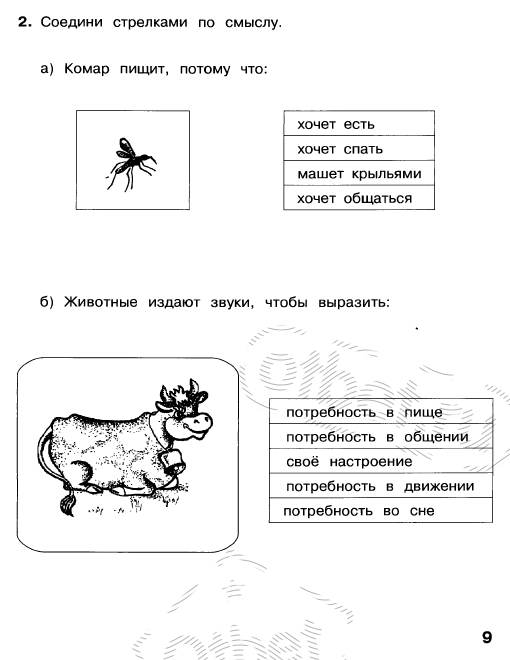 2. Соедини стрелками по смыслу.
а) Комар пищит, потому что:
хочет есть
хочет спать
машет крыльями
хочет общаться
б) Животные издают звуки, чтобы выразить:
потребность в пище
потребность в общении
своё настроение
потребность в движении
потребность во сне
9